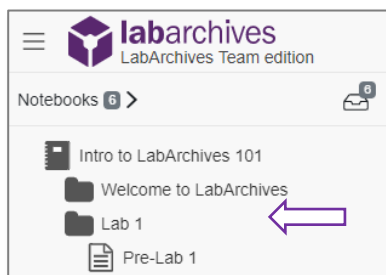 labarchives
LabArchives Team edition
Notebooks 6
6
Intro to LabArchives 101
Welcome to LabArchives
Lab 1
Pre-Lab 1